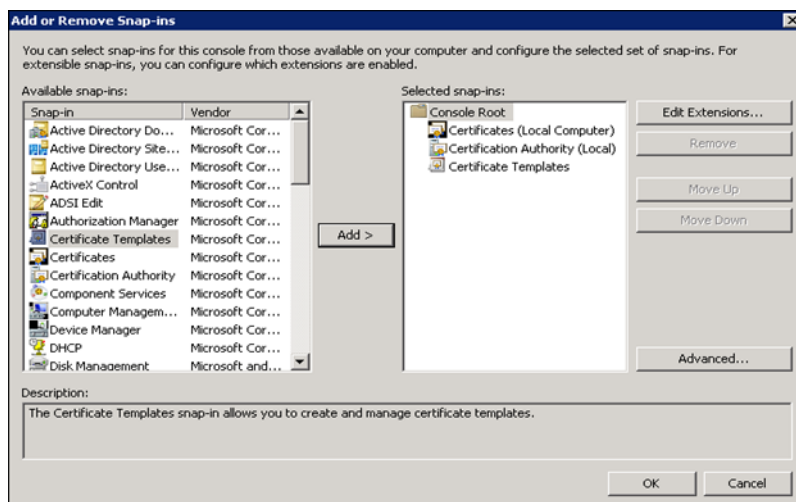 Add or Remove Snap-ins
You can select snap-ins for this console from those available on your computer and configure the selected set of snap-ins. For
extensible snap-ins, you can configure which extensions are enabled.
Available snap-ins:
Snap-in Vendor
Active Directory Do... Microsoft Cor...
Active Directory Site... Microsoft Cor...
Active Directory Use... Microsoft Cor...
ActiveX Control Microsoft Cor...
ADSI Edit Microsoft Cor...
Authorization Manager Microsoft Cor...
Certificate Templates Microsoft Cor...
Certificates Microsoft Cor...
Certification Authority Microsoft Cor...
Component Services Microsoft Cor...
Computer Managem... Microsoft Cor...
Device Manager Microsoft Cor...
DHCP Microsoft Cor...
Disk Management Microsoft and...
Add >
Selected snap-ins:
Console Root
Certificates (Local Computer)
Certification Authority (Local)
Certificate Templates
Edit Extensions...
Remove
Move Up
Move Down
Advanced...
Description:
The Certificate Templates snap-in allows you to create and manage certificate templates.
OK
Cancel